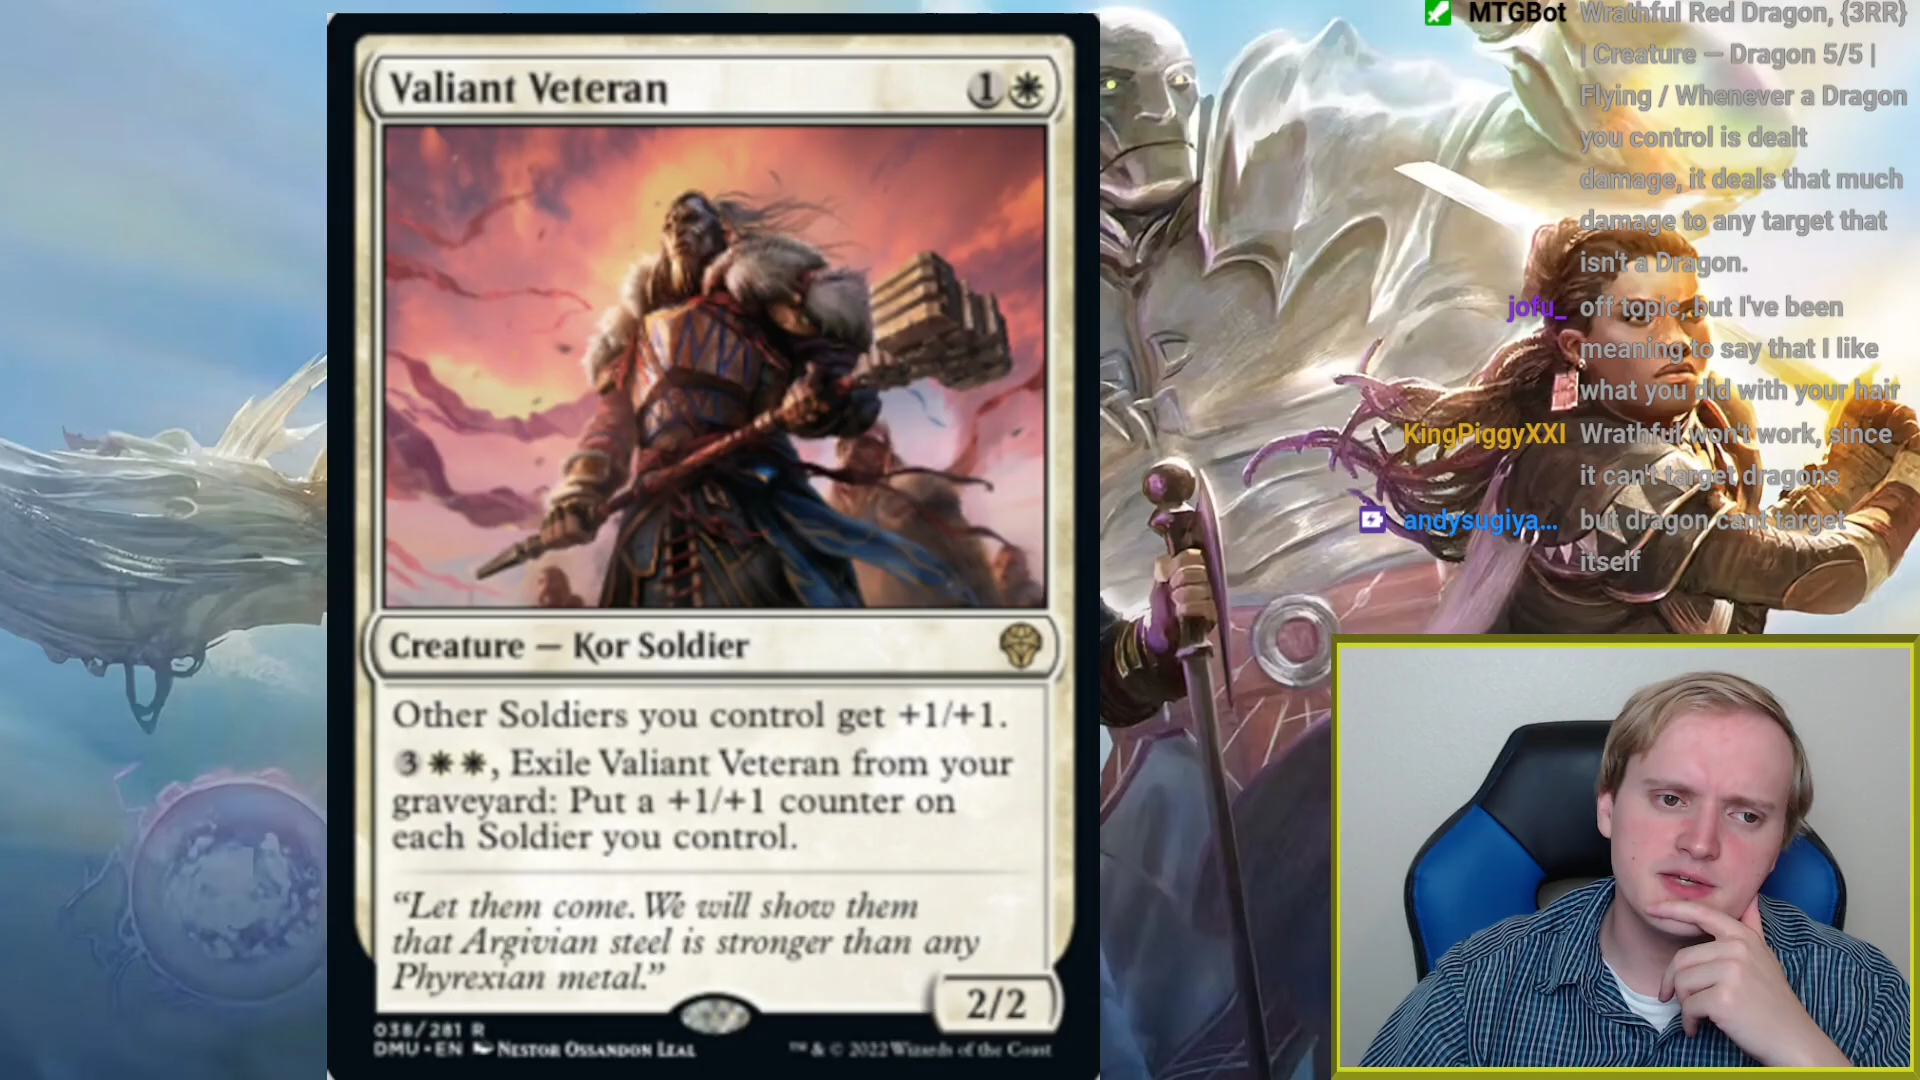 Valiant Veteran 1
Creature — Kor Soldier
Other Soldiers you control get +1/+1.
3, Exile Valiant Veteran from your
graveyard: Put a +1/+1 counter on
each Soldier you control.
“Let them come. We will show them
that Argivian steel is stronger than any
Phyrexian metal.”
2/2
038/281 R
DMU • EN Nestor Ossandon Leal
™ & © 2022 Wizards of the Coast
MTGBot Wrathful Red Dragon, {3RR}
| Creature — Dragon 5/5 |
Flying / Whenever a Dragon
you control is dealt
damage, it deals that much
damage to any target that
isn't a Dragon.
jofu_ off topic, but I've been
meaning to say that I like
what you did with your hair
KingPiggyXXI Wrathful won't work, since
it can't target dragons
andysugiya... but dragon cant target
itself